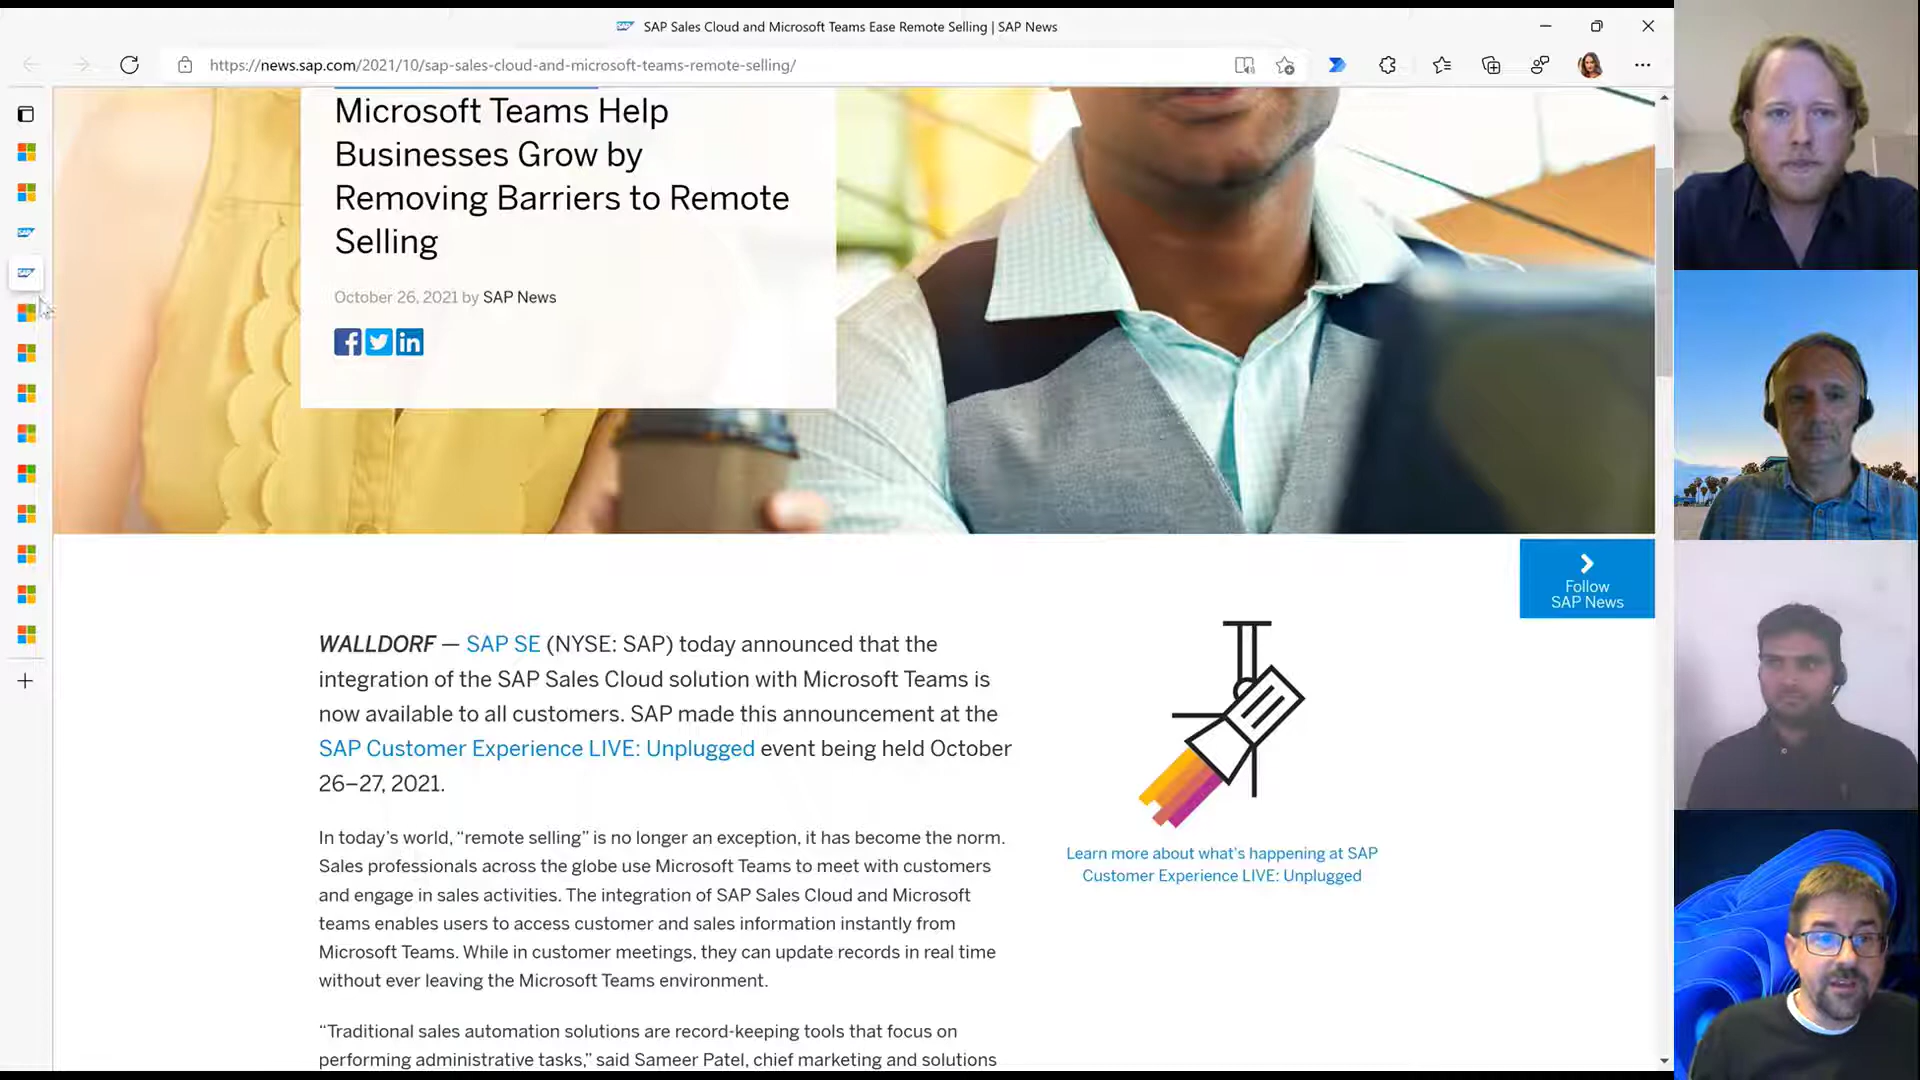 SAP Sales Cloud and Microsoft Teams Ease Remote Selling | SAP News
https://news.sap.com/2021/10/sap-sales-cloud-and-microsoft-teams-remote-selling/
Microsoft Teams Help
Businesses Grow by
Removing Barriers to Remote
Selling
October 26, 2021 by SAP News
Follow
SAP News
WALLDORF — SAP SE (NYSE: SAP) today announced that the
integration of the SAP Sales Cloud solution with Microsoft Teams is
now available to all customers. SAP made this announcement at the
SAP Customer Experience LIVE: Unplugged event being held October
26–27, 2021.
Learn more about what's happening at SAP
Customer Experience LIVE: Unplugged
In today’s world, “remote selling” is no longer an exception, it has become the norm.
Sales professionals across the globe use Microsoft Teams to meet with customers
and engage in sales activities. The integration of SAP Sales Cloud and Microsoft
teams enables users to access customer and sales information instantly from
Microsoft Teams. While in customer meetings, they can update records in real time
without ever leaving the Microsoft Teams environment.
“Traditional sales automation solutions are record-keeping tools that focus on
performing administrative tasks,” said Sameer Patel, chief marketing and solutions